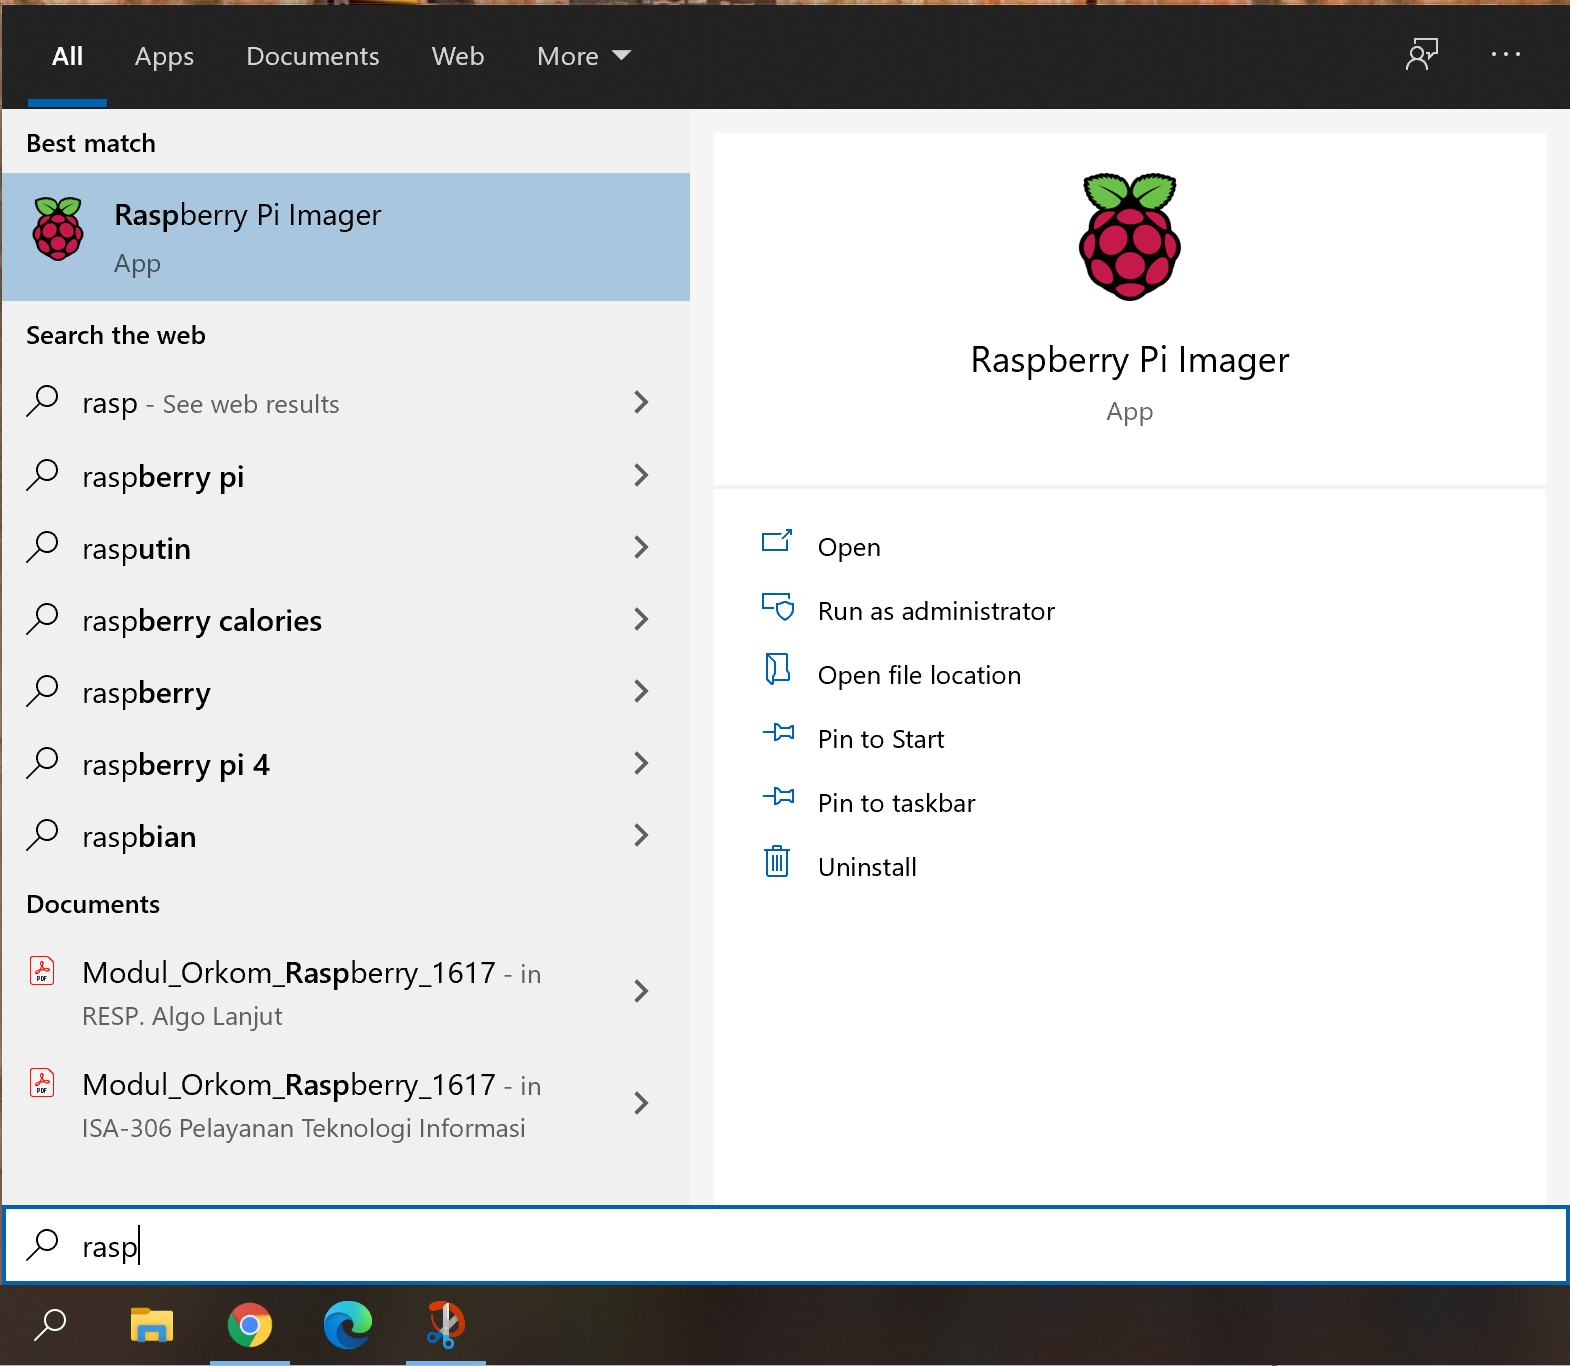 All Apps Documents Web More
Best match
Raspberry Pi Imager
App
Search the web
rasp - See web results
raspberry pi
rasputin
raspberry calories
raspberry
raspberry pi 4
raspbian
Documents
Modul_Orkom_Raspberry_1617 - in
RESP. Algo Lanjut
Modul_Orkom_Raspberry_1617 - in
ISA-306 Pelayanan Teknologi Informasi
Raspberry Pi Imager
App
Open
Run as administrator
Open file location
Pin to Start
Pin to taskbar
Uninstall
rasp